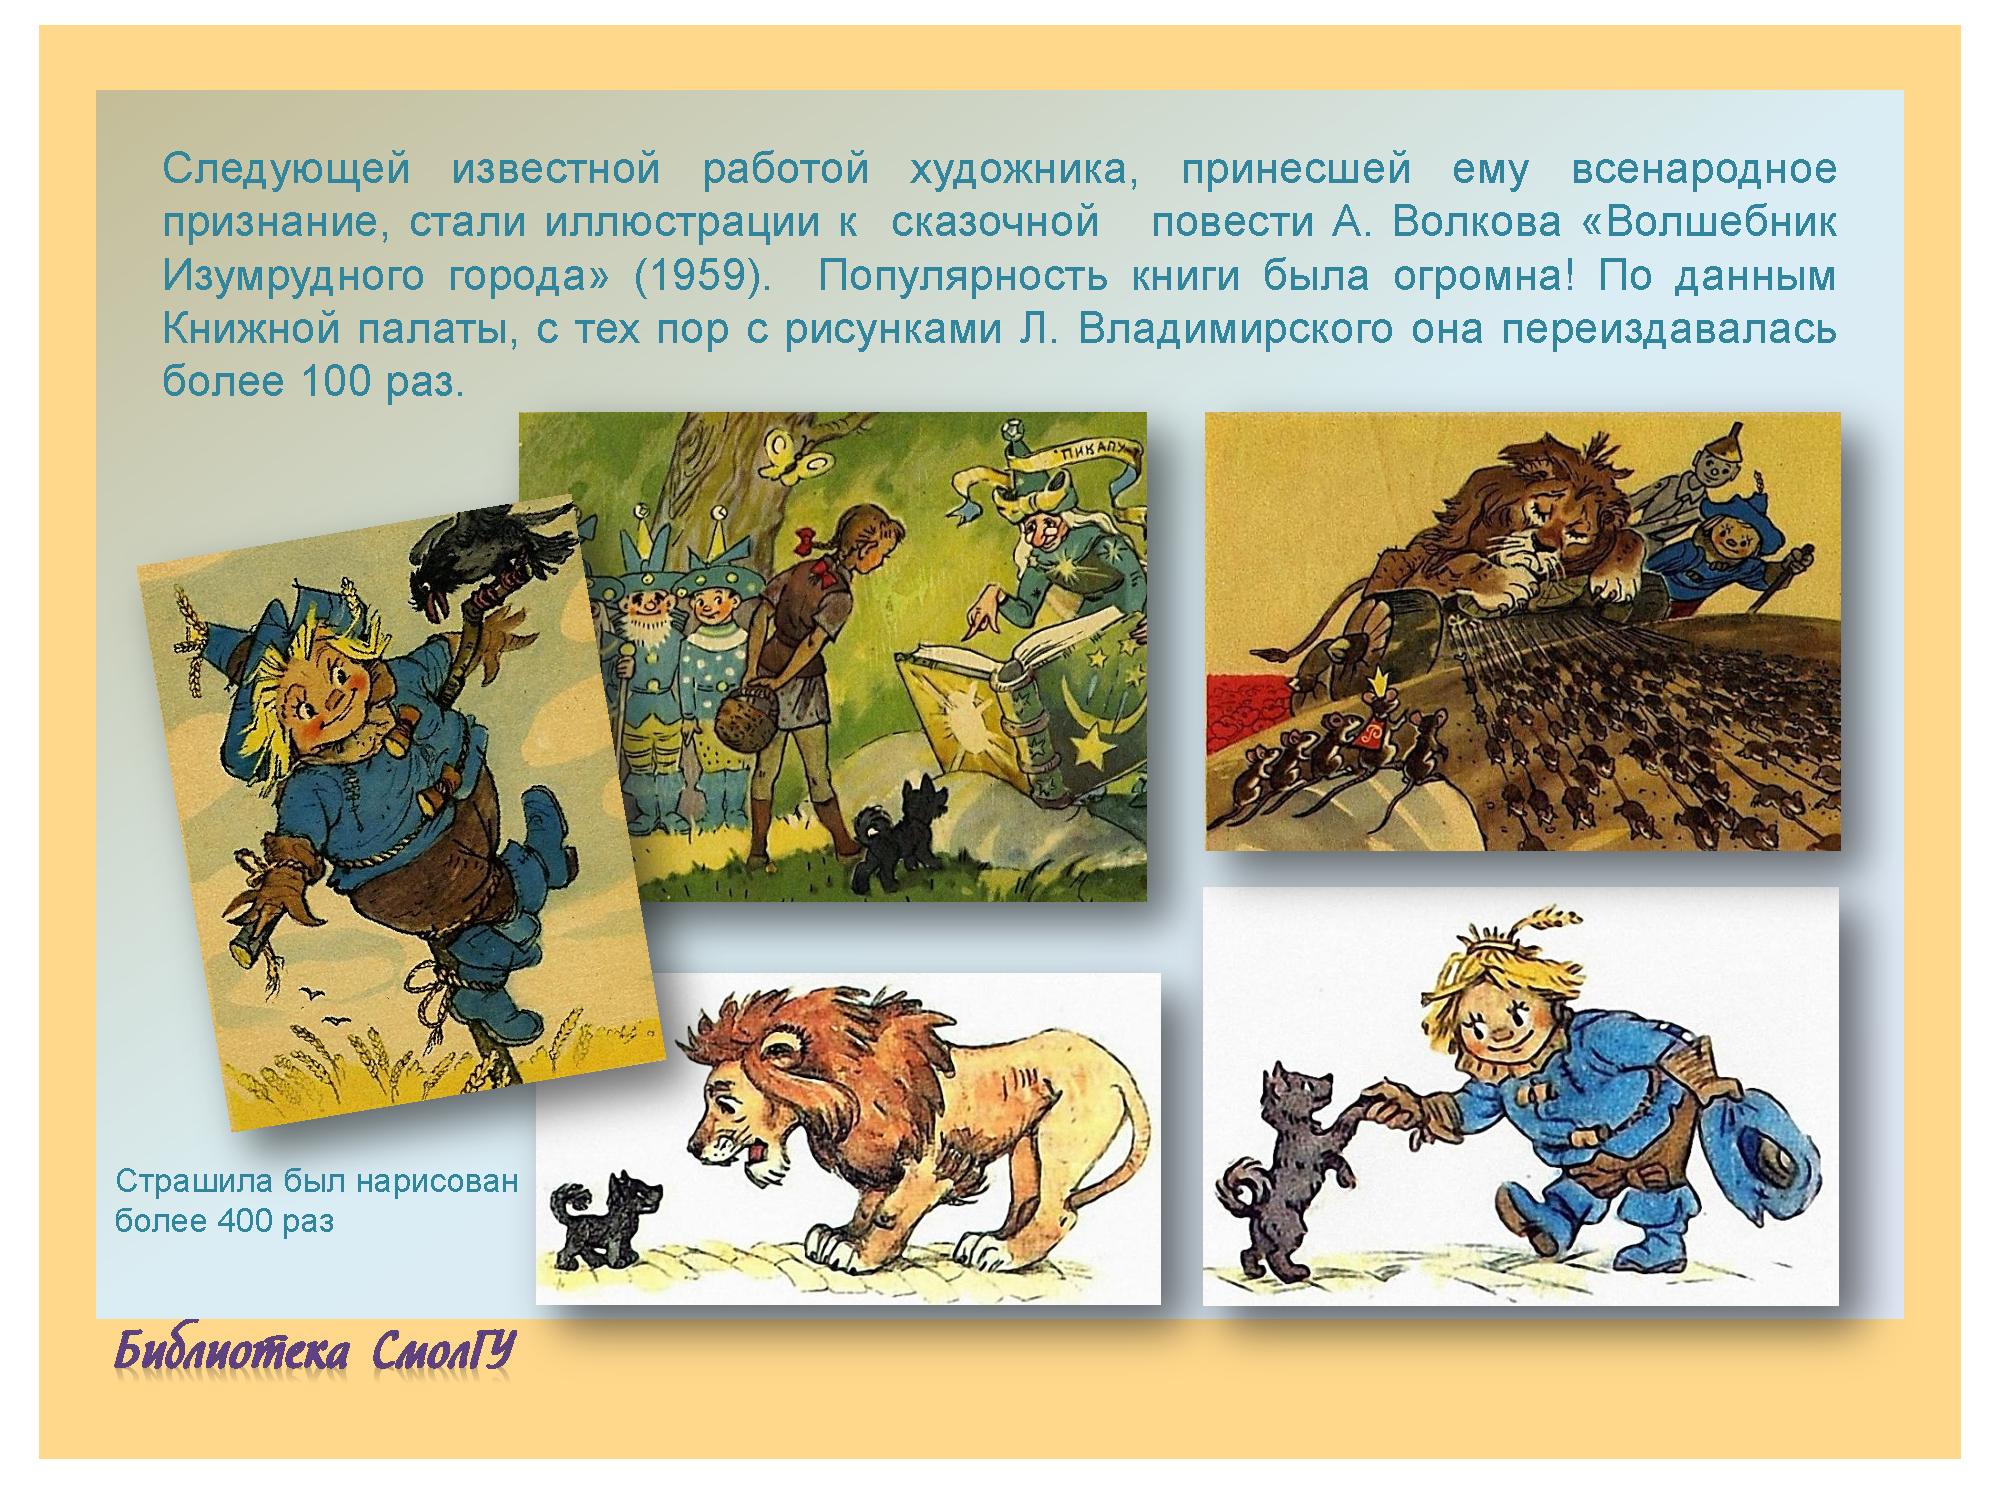 Следующей известной работой художника, принесшей ему всенародное
признание, стали иллюстрации к сказочной повести А. Волкова «Волшебник
Изумрудного города» (1959). Популярность книги была огромна! По данным
Книжной палаты, с тех пор с рисунками Л. Владимирского она переиздавалась
более 100 раз.
ПИКАПУ
Р
Страшила был нарисован
более 400 раз
Библиотека СмолГУ